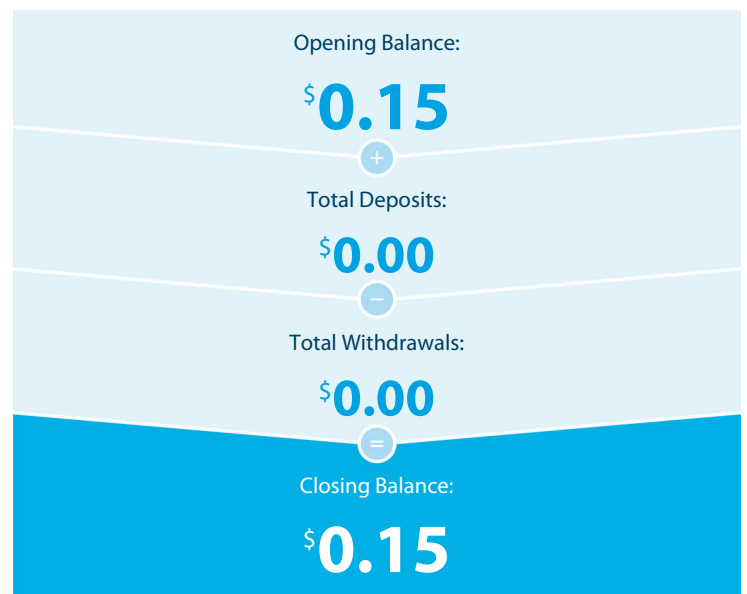 Opening Balance:
$0.15
+
Total Deposits:
$0.00
−
Total Withdrawals:
$0.00
=
Closing Balance:
$0.15